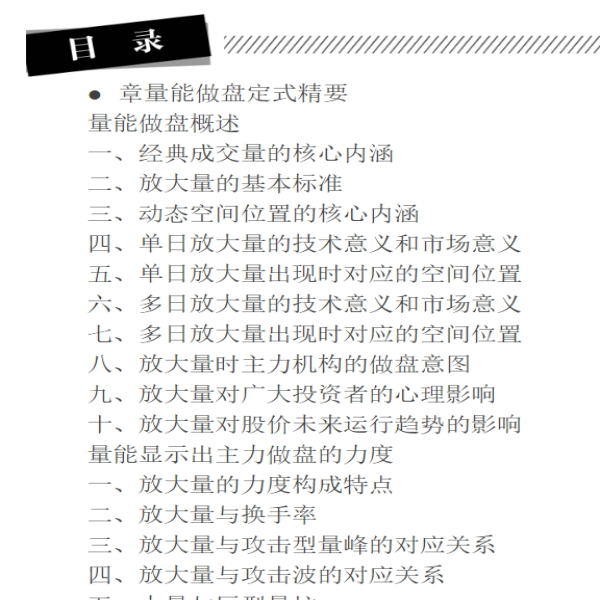 目 录
● 章量能做盘定式精要
量能做盘概述
一、经典成交量的核心内涵
二、放大量的基本标准
三、动态空间位置的核心内涵
四、单日放大量的技术意义和市场意义
五、单日放大量出现时对应的空间位置
六、多日放大量的技术意义和市场意义
七、多日放大量出现时对应的空间位置
八、放大量时主力机构的做盘意图
九、放大量对广大投资者的心理影响
十、放大量对股价未来运行趋势的影响
量能显示出主力做盘的力度
一、放大量的力度构成特点
二、放大量与换手率
三、放大量与攻击型量峰的对应关系
四、放大量与攻击波的对应关系